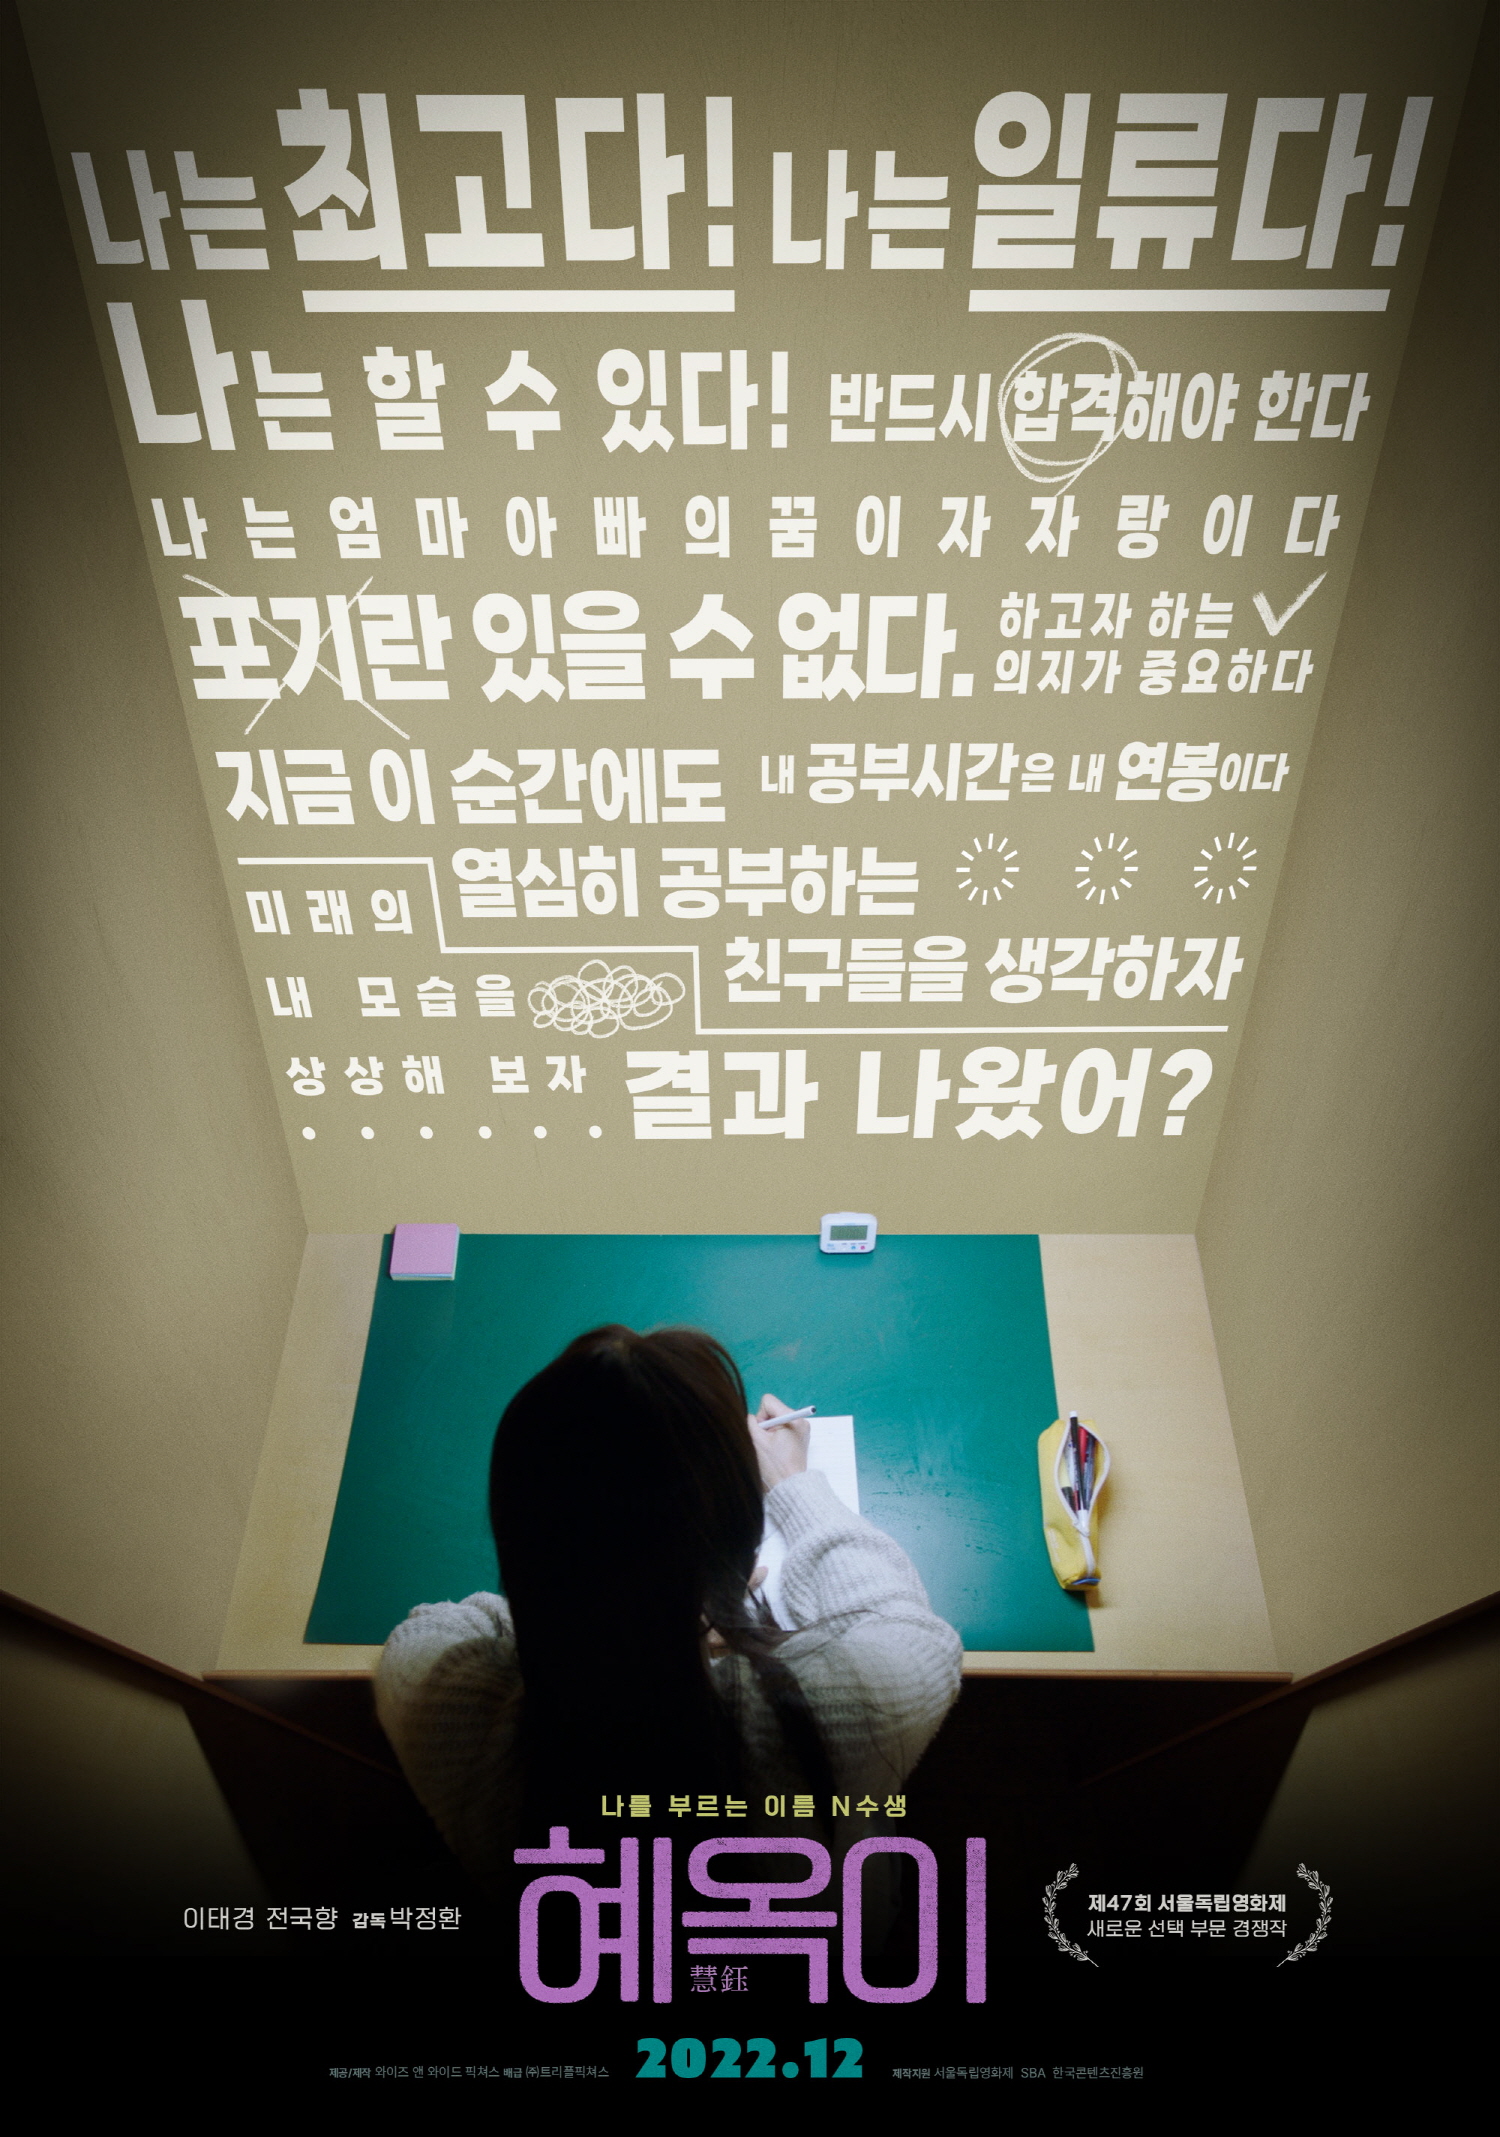 나는 최고다! 나는 일류다!
나는 할 수 있다! 반드시 합격해야 한다
나는 엄마 아빠의 꿈이자 자랑이다
포기란 있을 수 없다. 하고자 하는
의지가 중요하다
지금 이 순간에도 내 공부시간은 내 연봉이다
열심히 공부하는
친구들을 생각하자
미래의
내 모습을
상상해 보자
...... 결과 나왔어?
나를 부르는 이름 N수생
혜옥이
慧鈺
이태경 전국향 감독 박정환
제47회 서울독립영화제
새로운 선택 부문 경쟁작
2022.12
제공/제작 와이즈 앤 와이드 픽쳐스 배급 ㈜트리플픽쳐스
제작지원 서울독립영화제 SBA 한국콘텐츠진흥원